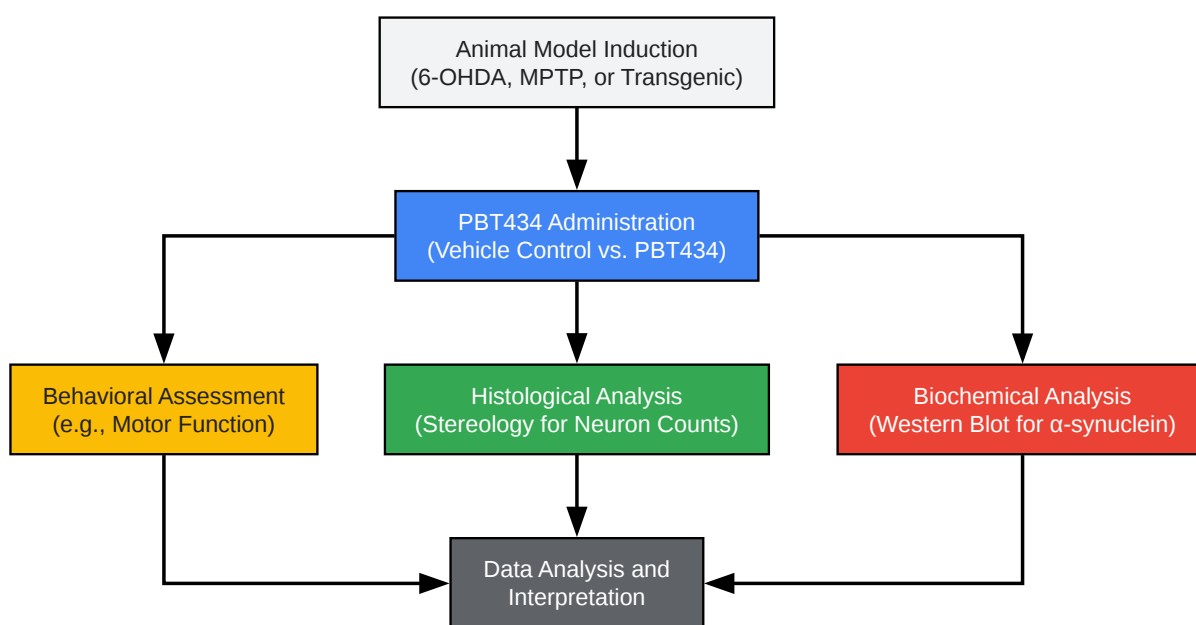 Animal Model Induction
(6-OHDA, MPTP, or Transgenic)
PBT434 Administration
(Vehicle Control vs. PBT434)
Behavioral Assessment
(e.g., Motor Function)
Histological Analysis
(Stereology for Neuron Counts)
Biochemical Analysis
(Western Blot for α-synuclein)
Data Analysis and
Interpretation